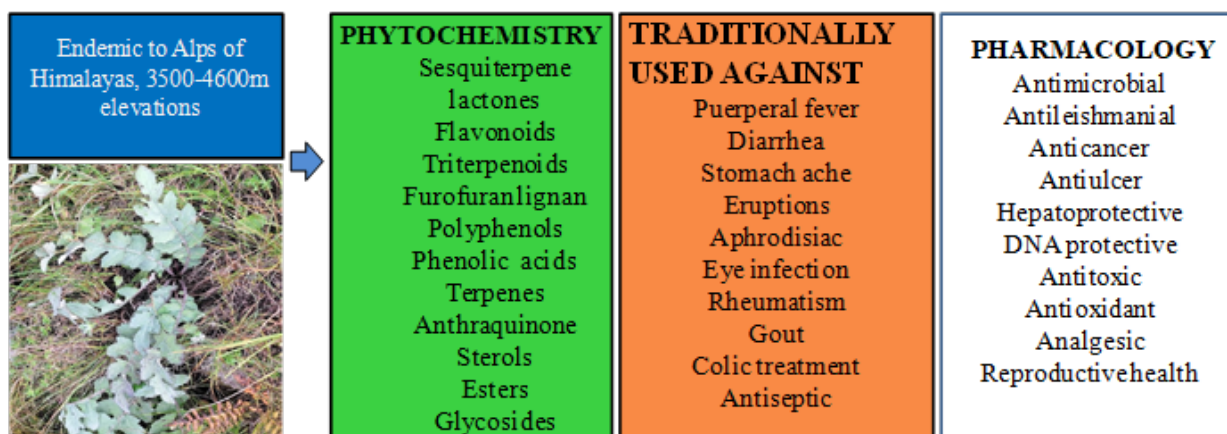 Endemic to Alps of
Himalayas, 3500-4600m
elevations
PHYTOCHEMISTRY
Sesquiterpene
lactones
Flavonoids
Triterpenoids
Furofuranlignan
Polyphenols
Phenolic acids
Terpenes
Anthraquinone
Sterols
Esters
Glycosides
TRADITIONALLY
USED AGAINST
Puerperal fever
Diarrhea
Stomach ache
Eruptions
Aphrodisiac
Eye infection
Rheumatism
Gout
Colic treatment
Antiseptic
PHARMACOLOGY
Antimicrobial
Antileishmanial
Anticancer
Antiulcer
Hepatoprotective
DNA protective
Antitoxic
Antioxidant
Analgesic
Reproductive health